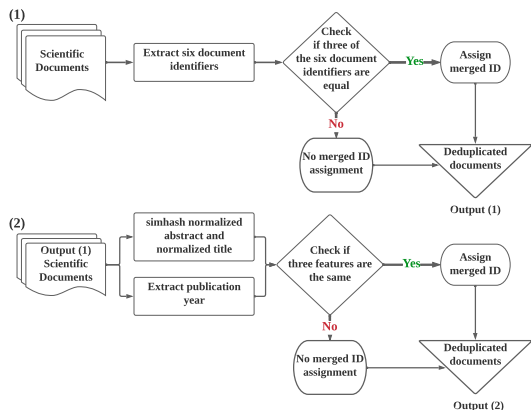 (1)
Scientific
Documents
Extract six document
identifiers
Check
if three of
the six document
identifiers are
equal
Yes
Assign
merged ID
No
No merged ID
assignment
Deduplicated
documents
Output (1)
(2)
Output (1)
Scientific
Documents
simhash normalized
abstract and
normalized title
Extract publication
year
Check if
three features are
the same
Yes
Assign
merged ID
No
No merged ID
assignment
Deduplicated
documents
Output (2)